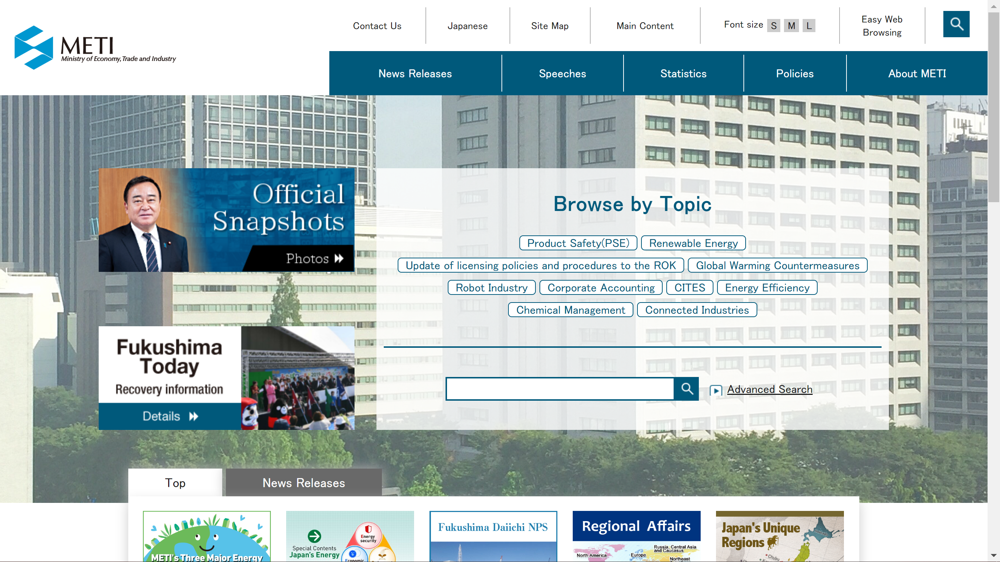 METI
Ministry of Economy, Trade and Industry
Contact Us
Japanese
Site Map
Main Content
Font size S M L
Easy Web
Browsing
News Releases
Speeches
Statistics
Policies
About METI
Official
Snapshots
Photos
Fukushima
Today
Recovery information
Details
2019
Browse by Topic
Product Safety(PSE)
Renewable Energy
Update of licensing policies and procedures to the ROK
Global Warming Countermeasures
Robot Industry
Corporate Accounting
CITES
Energy Efficiency
Chemical Management
Connected Industries
Advanced Search
Top
News Releases
METI's Three Major Energy
Special Contents
Japan's Energy
Energy
security
Economic
Fukushima Daiichi NPS
Regional Affairs
Russia, Central Asia
and Caucasus
North America
Europe
Northeast
Japan's Unique
Regions
Hokkaido
Chubu